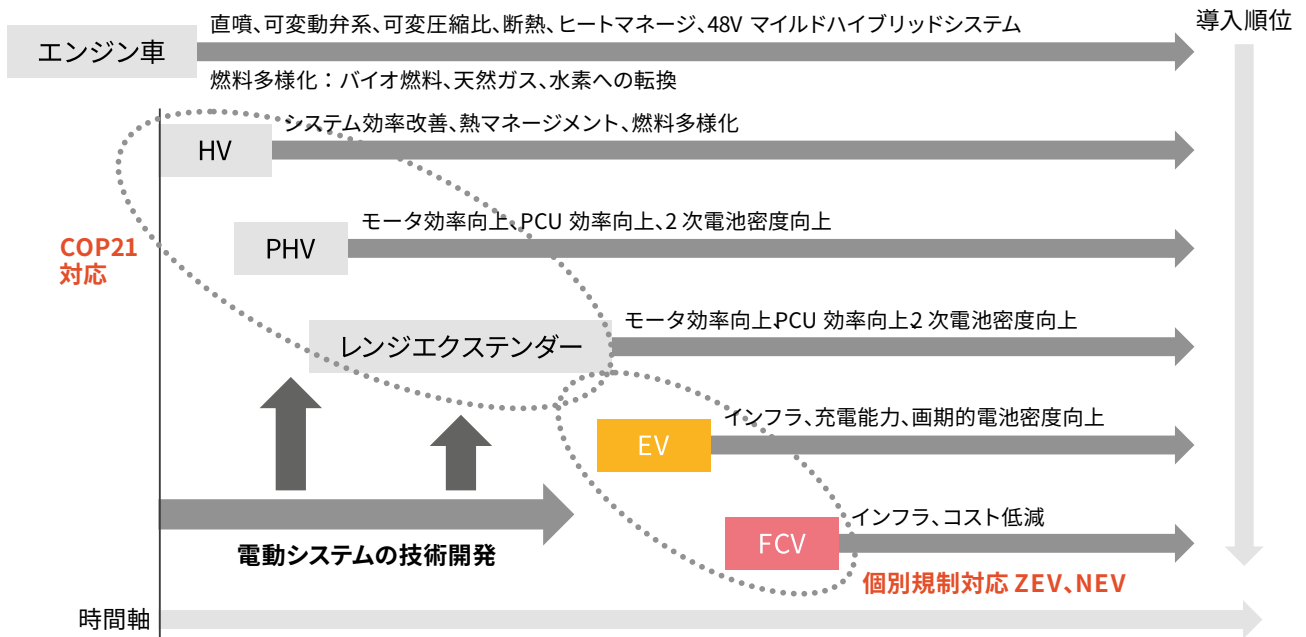 導入順位
直噴、可変動弁系、可変圧縮比、断熱、ヒートマネージ、48V マイルドハイブリッドシステム
エンジン車
燃料多様化：バイオ燃料、天然ガス、水素への転換
システム効率改善、熱マネージメント、燃料多様化
HV
モータ効率向上、PCU 効率向上、2 次電池密度向上
PHV
COP21
対応
モータ効率向上、PCU 効率向上、2 次電池密度向上
レンジエクステンダー
インフラ、充電能力、画期的電池密度向上
EV
インフラ、コスト低減
FCV
電動システムの技術開発
個別規制対応 ZEV、NEV
時間軸